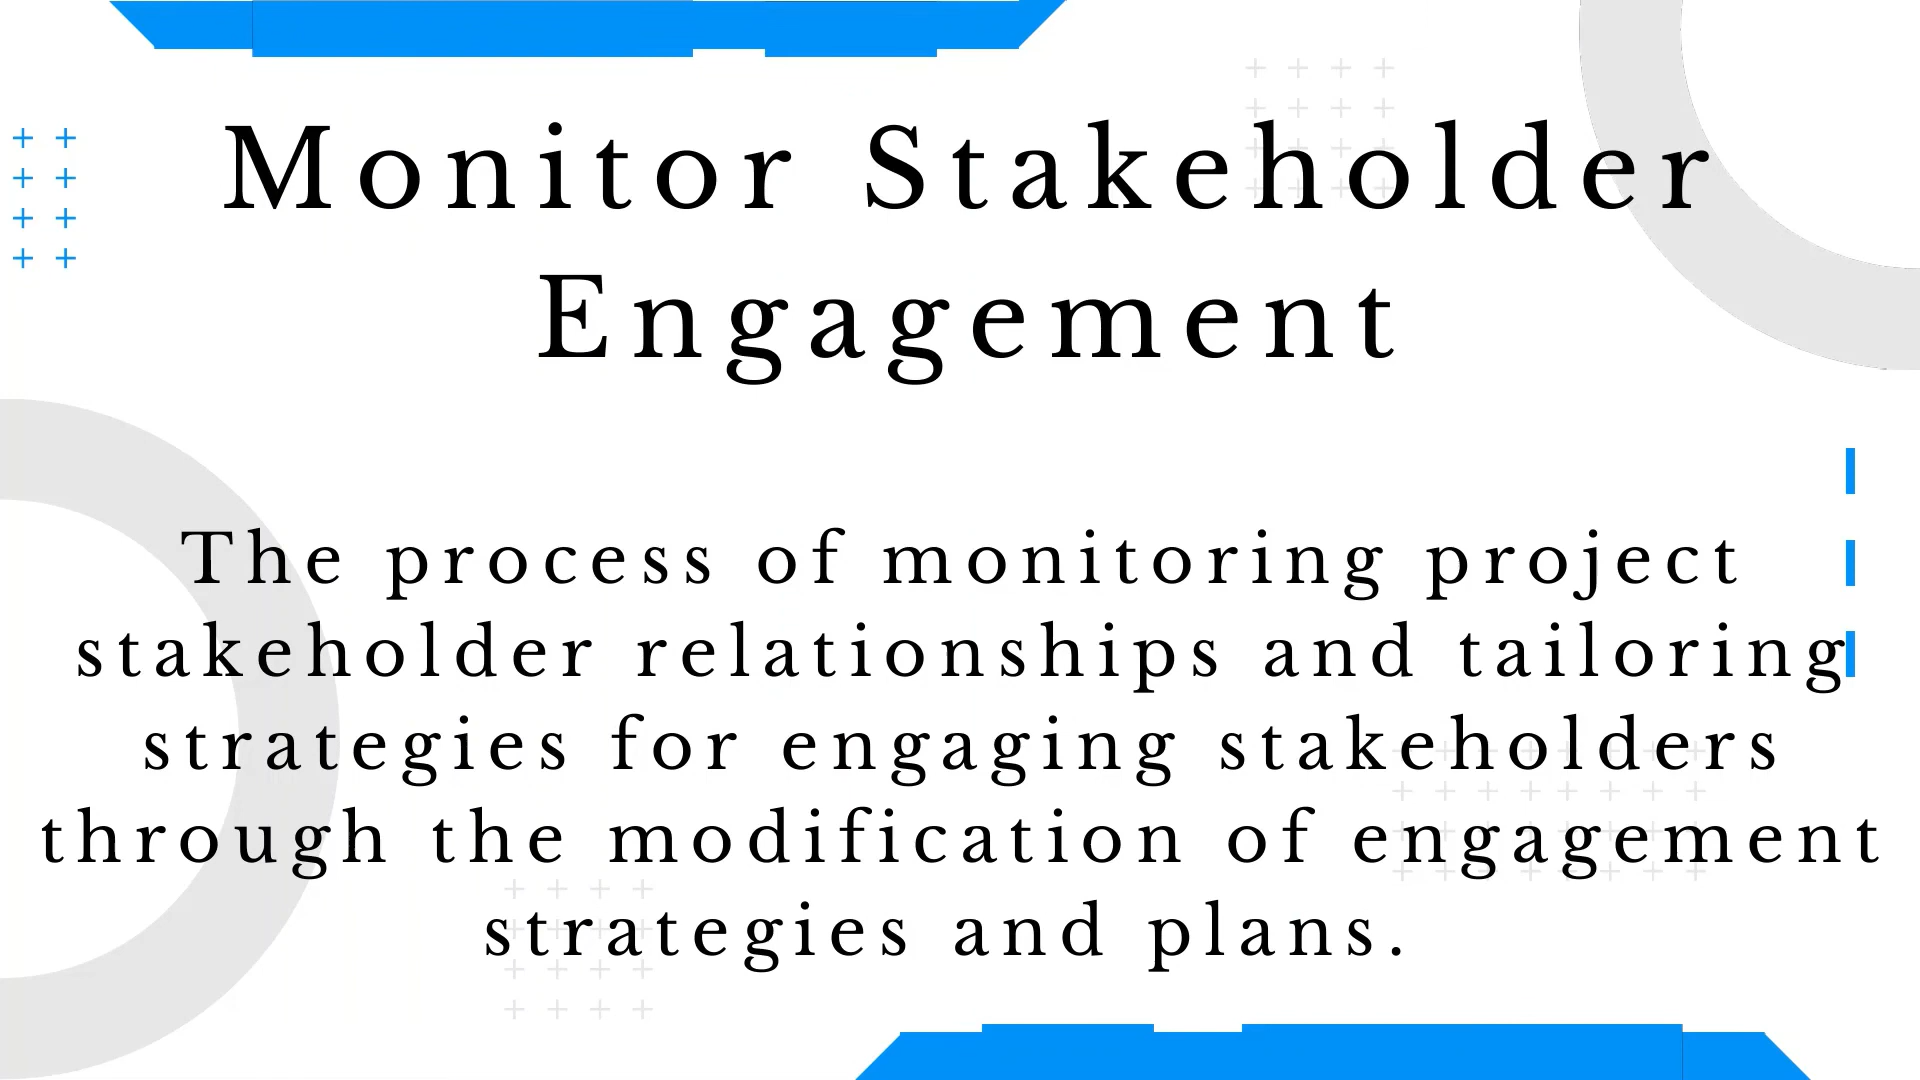 Monitor Stakeholder
Engagement
The process of monitoring project
stakeholder relationships and tailoring
strategies for engaging stakeholders
through the modification of engagement
strategies and plans.